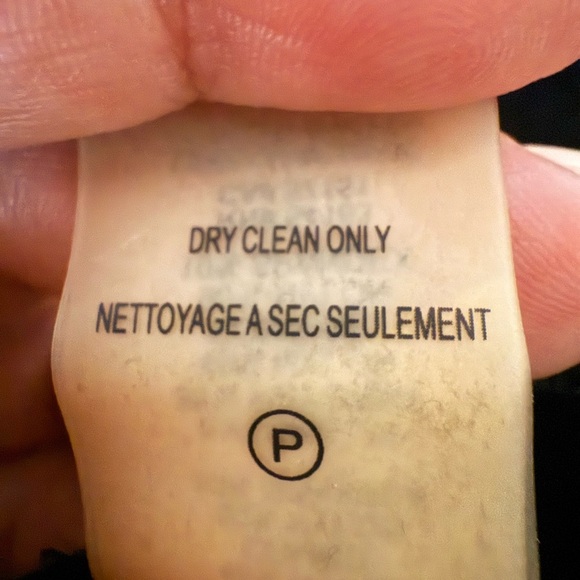 DRY CLEAN ONLY
NETTOYAGE A SEC SEULEMENT
P